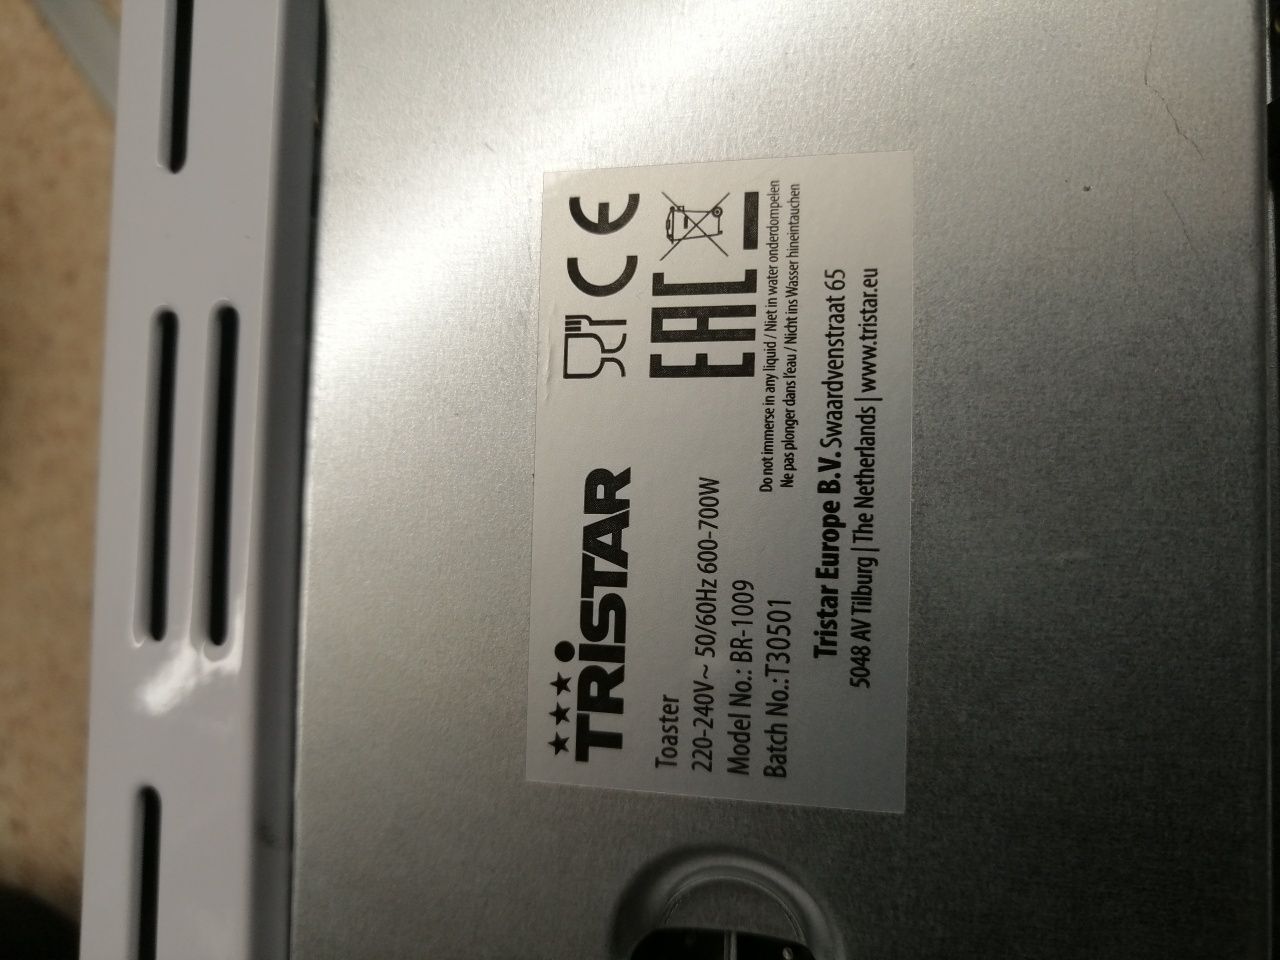 TRiSTAR
Toaster
220-240V~ 50/60Hz 600-700W
Model No.: BR-1009
Batch No.:T30501
CE
EAC
Do not immerse in any liquid / Niet in water onderdompelen
Ne pas plonger dans l'eau / Nicht ins Wasser hineintauchen
Tristar Europe B.V. Swaardvenstraat 65
5048 AV Tilburg | The Netherlands | www.tristar.eu